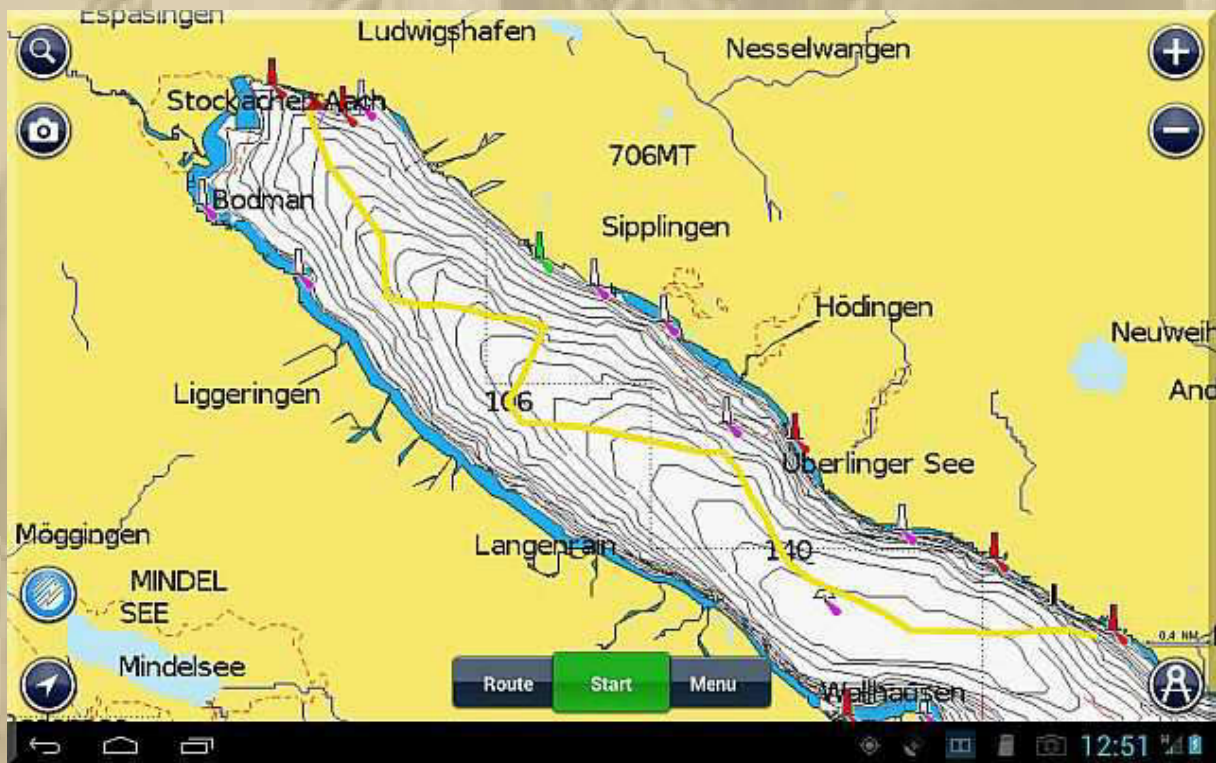 Espasingen
Ludwigshafen
Nesselwangen
Stockacher Aach
706MT
Bodman
Sipplingen
Hödingen
Neuweih
Liggeringen
106
And
Überlinger See
Möggingen
Langenrain
140
MINDEL
SEE
0.4 NM
Mindelsee
Route
Start
Menu
Wallhausen
12:51
H